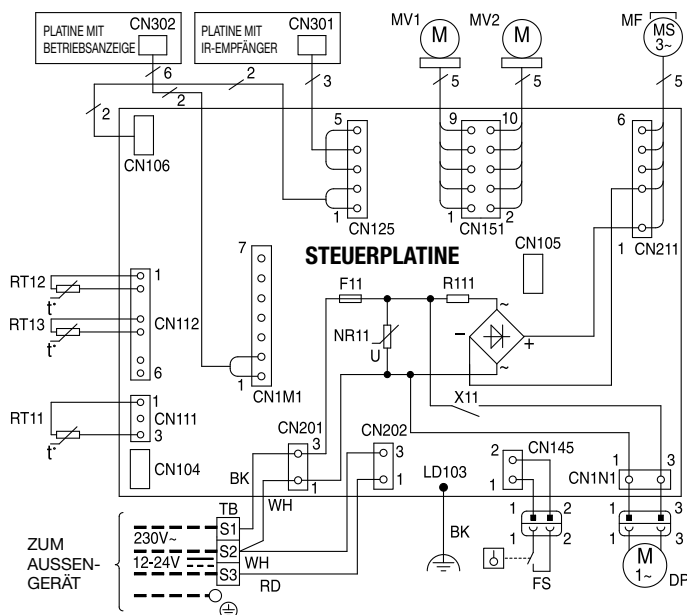 CN302
PLATINE MIT
BETRIEBSANZEIGE
CN301
PLATINE MIT
IR-EMPFÄNGER
MV1
M
MV2
M
MF
MS
3~
6
2
2
3
5
5
5
2
CN106
5
1
CN125
9
10
1
2
CN151
6
1
CN211
STEUERPLATINE
CN105
7
1
CN1M1
RT12
t°
RT13
t°
1
CN112
6
RT11
t°
1
CN111
3
CN104
F11
R111
NR11
U
~
-
+
~
X11
CN201
3
1
CN202
3
1
LD103
CN145
2
1
1
3
CN1N1
BK
WH
BK
1
2
1
2
FS
1
3
1
3
M
1~
DP
TB
S1
S2
S3
230V~
12-24V
WH
RD
ZUM
AUSSEN-
GERÄT